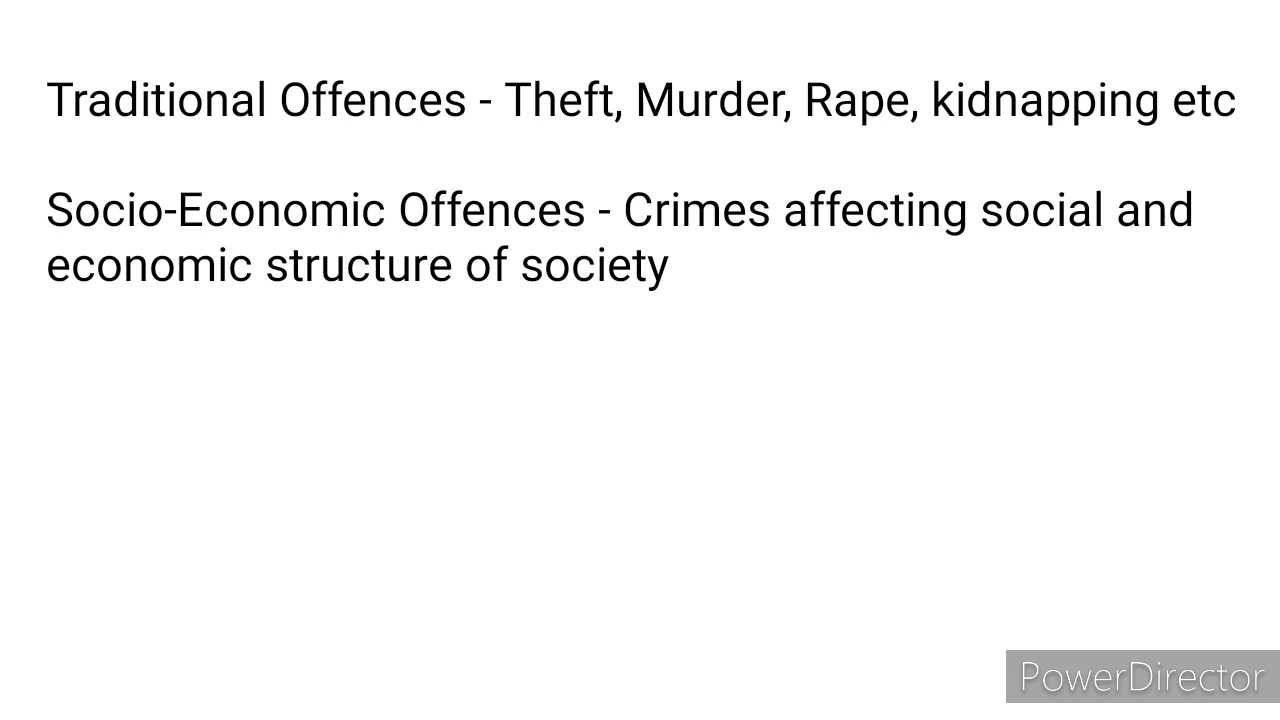 Traditional Offences - Theft, Murder, Rape, kidnapping etc
Socio-Economic Offences - Crimes affecting social and
economic structure of society
PowerDirector